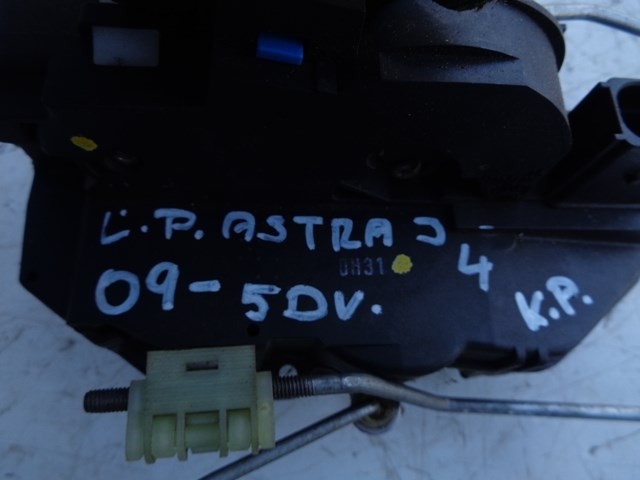 L.P. ASTRA J -
0H31
09- 5DV. 4 K.P.